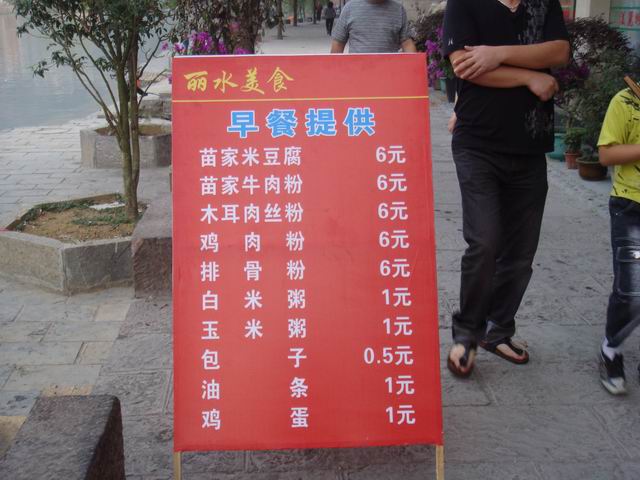 丽水美食
早餐提供
苗家米豆腐 6元
苗家牛肉粉 6元
木耳肉丝粉 6元
鸡肉粉 6元
排骨粉 6元
白米粥 1元
玉米粥 1元
包子 0.5元
油条 1元
鸡蛋 1元